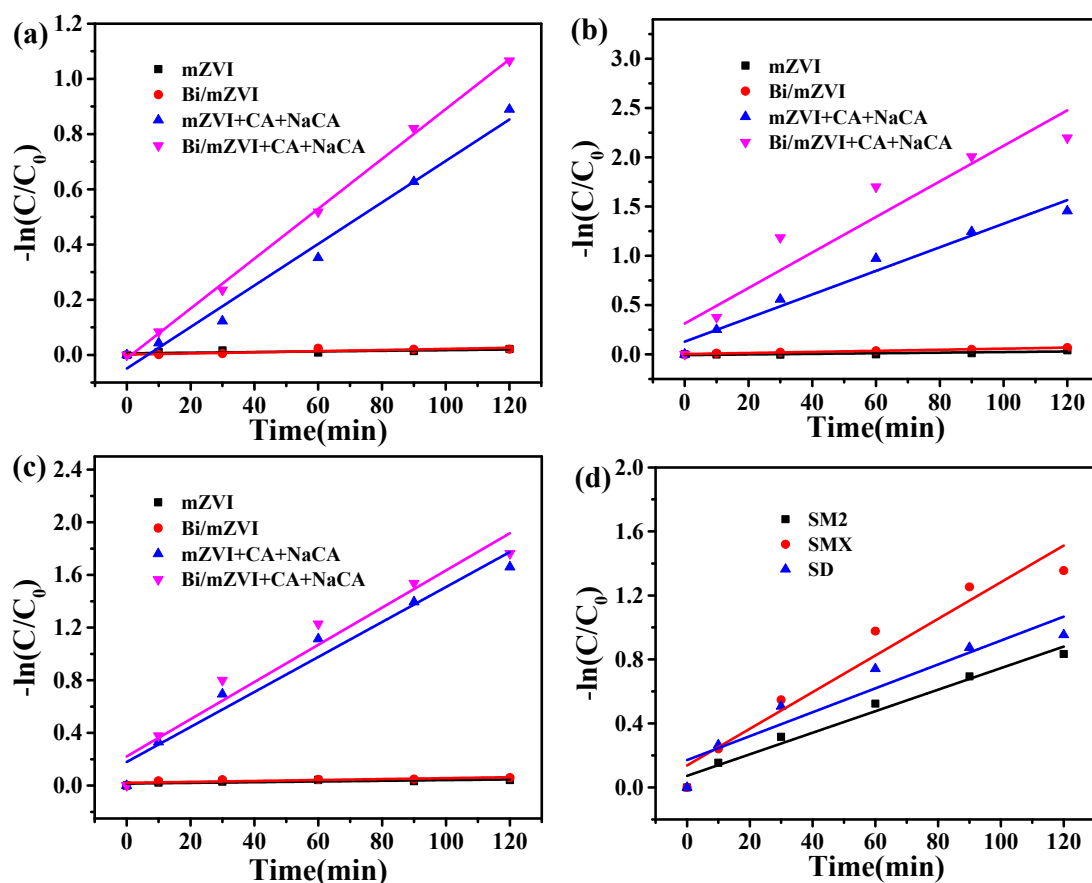 (a)
1.2
1.0
0.8
0.6
0.4
0.2
0.0
-ln(C/C0)
mZVI
Bi/mZVI
mZVI+CA+NaCA
Bi/mZVI+CA+NaCA
0 20 40 60 80 100 120
Time(min)
(b)
3.0
2.5
2.0
1.5
1.0
0.5
0.0
-ln(C/C0)
mZVI
Bi/mZVI
mZVI+CA+NaCA
Bi/mZVI+CA+NaCA
0 20 40 60 80 100 120
Time(min)
(c)
2.4
2.0
1.6
1.2
0.8
0.4
0.0
-ln(C/C0)
mZVI
Bi/mZVI
mZVI+CA+NaCA
Bi/mZVI+CA+NaCA
0 20 40 60 80 100 120
Time(min)
(d)
2.0
1.6
1.2
0.8
0.4
0.0
-ln(C/C0)
SM2
SMX
SD
0 20 40 60 80 100 120
Time(min)